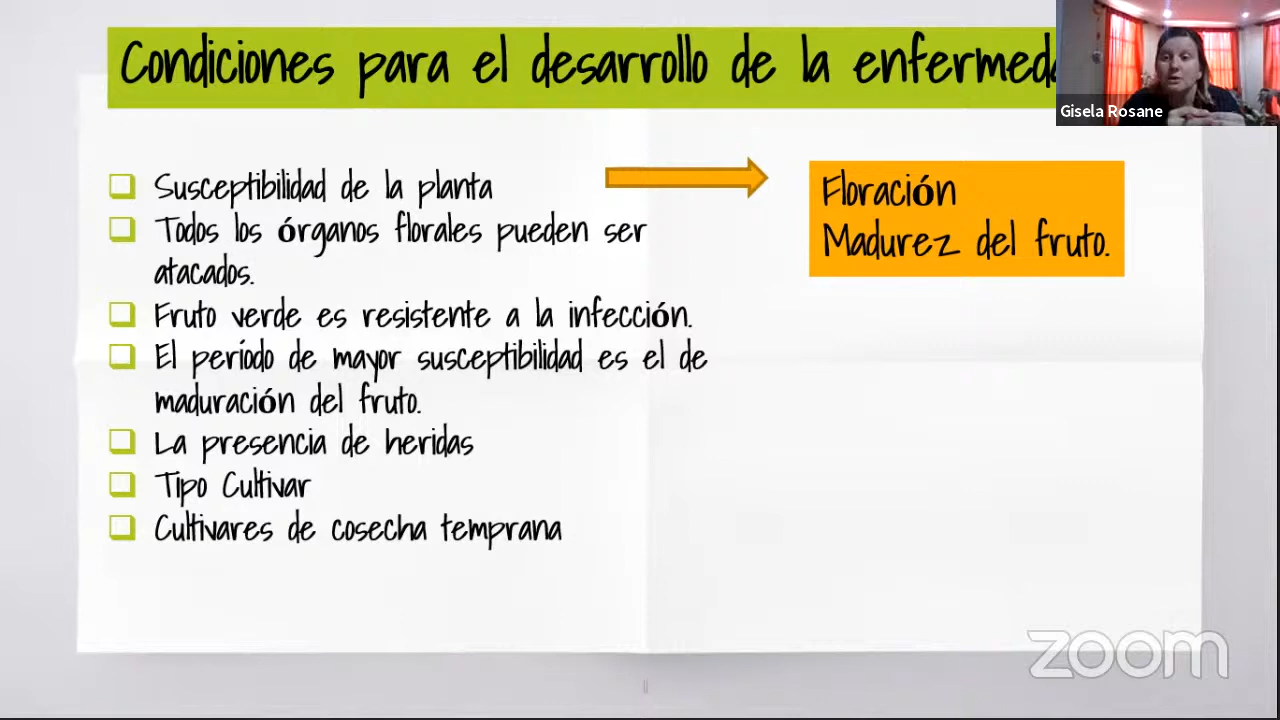 Condiciones para el desarrollo de la
Gisela Rosane
Susceptibilidad de la planta
Todos los órganos florales pueden ser
atacados.
Fruto verde es resistente a la infección.
El período de mayor susceptibilidad es el de
maduración del fruto.
La presencia de heridas
Tipo Cultivar
Cultivares de cosecha temprana
Floración
Madurez del fruto.
zoom